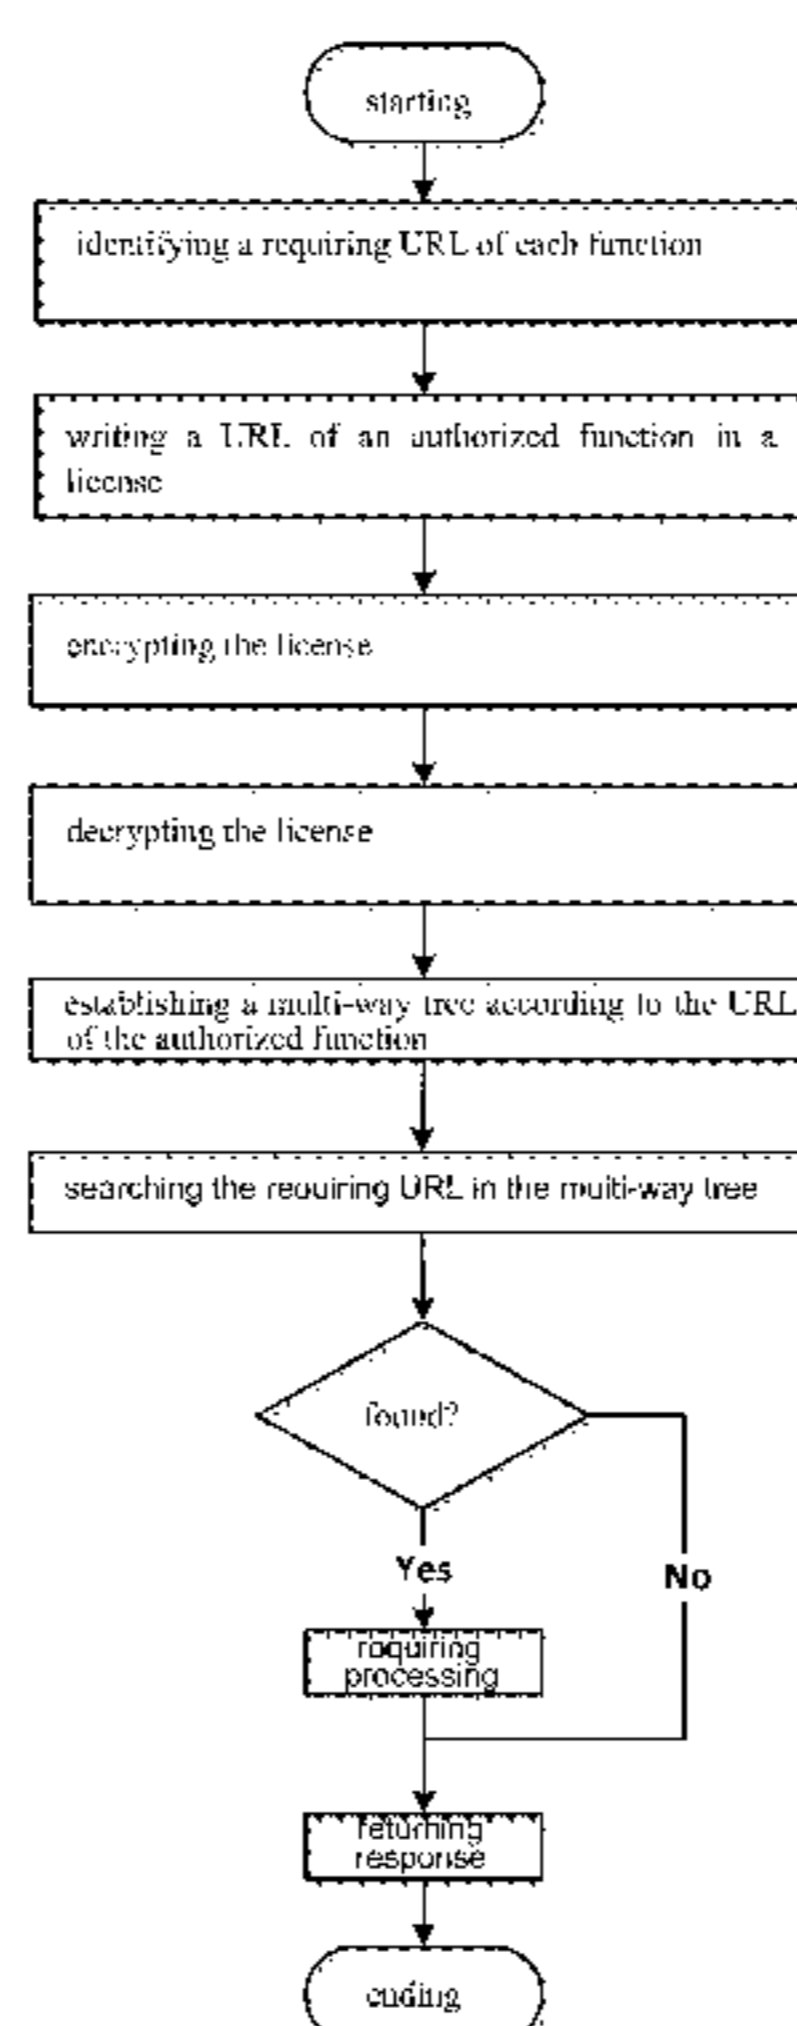 starting
identifying a requiring URL of each function
writing a URL of an authorized function in a
license
encrypting the license
decrypting the license
establishing a multi-way tree according to the URL
of the authorized function
searching the requiring URL in the multi-way tree
found?
Yes
No
requiring
processing
returning
response
ending